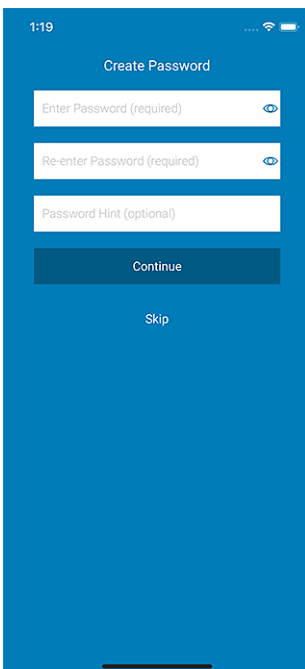 1:19
Create Password
Enter Password (required)
Re-enter Password (required)
Password Hint (optional)
Continue
Skip